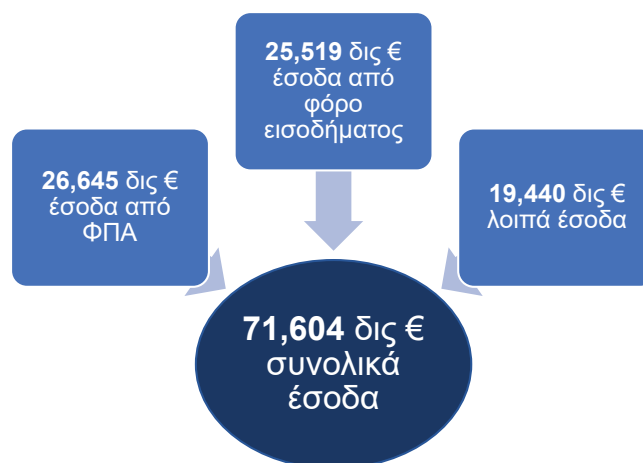 25,519 δις €
έσοδα από
φόρο
εισοδήματος
26,645 δις €
έσοδα από
ΦΠΑ
19,440 δις €
λοιπά έσοδα
71,604 δις €
συνολικά
έσοδα